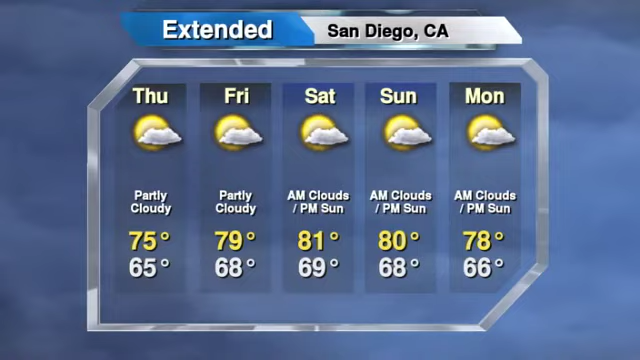 Extended San Diego, CA
Thu Fri Sat Sun Mon
Partly Partly AM Clouds AM Clouds AM Clouds
Cloudy Cloudy / PM Sun / PM Sun / PM Sun
75° 79° 81° 80° 78°
65° 68° 69° 68° 66°